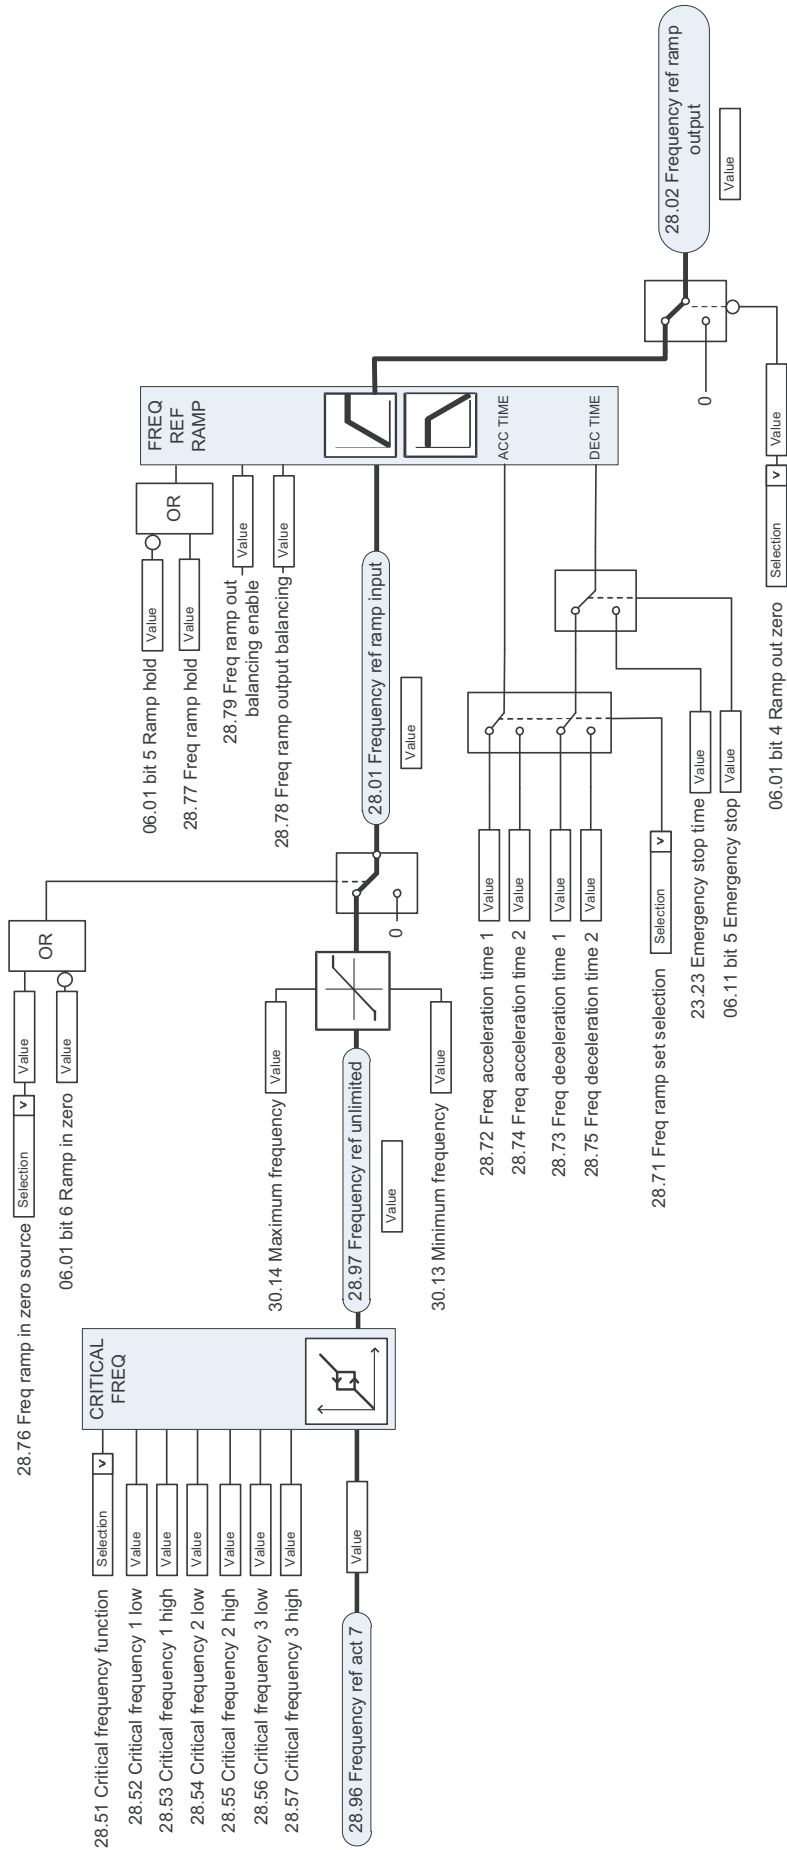 28.51 Critical frequency function
Selection
v
28.52 Critical frequency 1 low
Value
28.53 Critical frequency 1 high
Value
28.54 Critical frequency 2 low
Value
28.55 Critical frequency 2 high
Value
28.56 Critical frequency 3 low
Value
28.57 Critical frequency 3 high
Value
28.96 Frequency ref act 7
Value
CRITICAL
FREQ
28.76 Freq ramp in zero source
Selection
v
Value
06.01 bit 6 Ramp in zero
Value
OR
30.14 Maximum frequency
Value
28.97 Frequency ref unlimited
Value
30.13 Minimum frequency
Value
0
28.01 Frequency ref ramp input
Value
06.01 bit 5 Ramp hold
Value
28.77 Freq ramp hold
Value
OR
28.79 Freq ramp out
balancing enable
Value
28.78 Freq ramp output balancing
Value
FREQ
REF
RAMP
ACC TIME
DEC TIME
28.72 Freq acceleration time 1
Value
28.74 Freq acceleration time 2
Value
28.73 Freq deceleration time 1
Value
28.75 Freq deceleration time 2
Value
28.71 Freq ramp set selection
Selection
v
23.23 Emergency stop time
Value
06.11 bit 5 Emergency stop
Value
06.01 bit 4 Ramp out zero
Selection
v
Value
0
28.02 Frequency ref ramp
output
Value